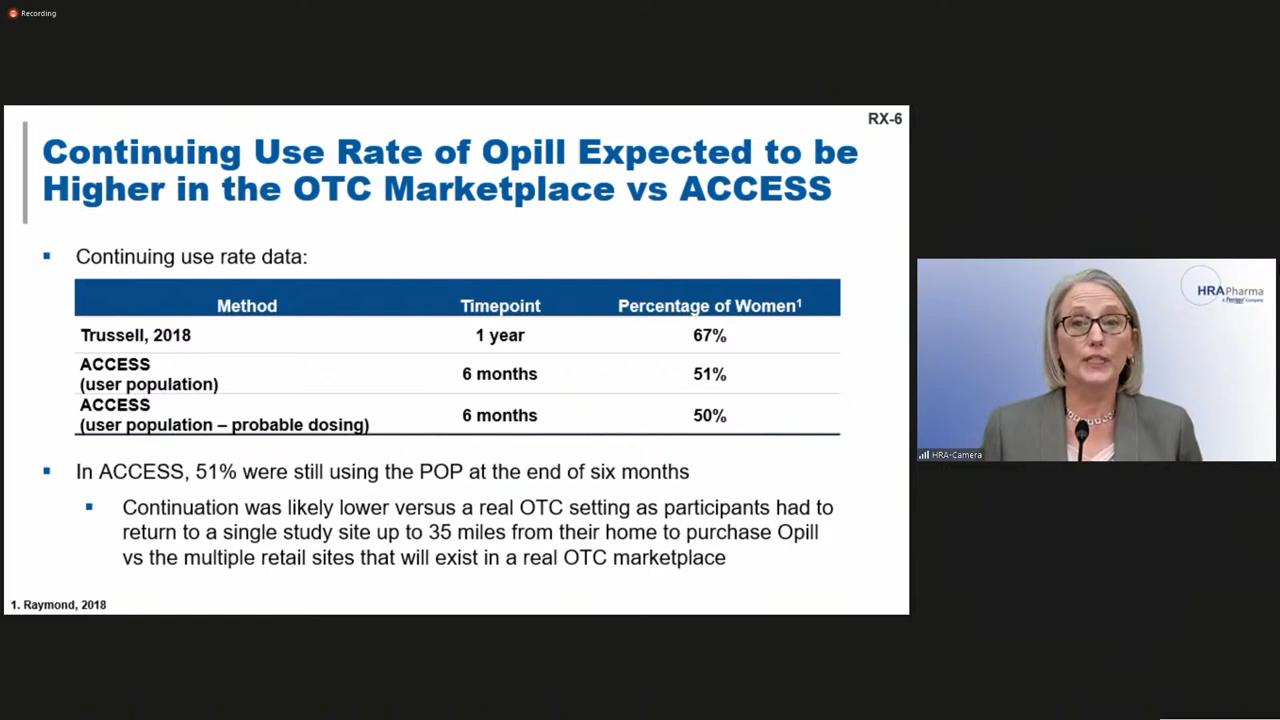 Recording
RX-6
Continuing Use Rate of Opill Expected to be
Higher in the OTC Marketplace vs ACCESS
Continuing use rate data:
Method Timepoint Percentage of Women¹
Trussell, 2018 1 year 67%
ACCESS
(user population) 6 months 51%
ACCESS
(user population – probable dosing) 6 months 50%
In ACCESS, 51% were still using the POP at the end of six months
Continuation was likely lower versus a real OTC setting as participants had to
return to a single study site up to 35 miles from their home to purchase Opill
vs the multiple retail sites that will exist in a real OTC marketplace
1. Raymond, 2018
HRA Pharma
A Perrigo Company
HRA-Camera